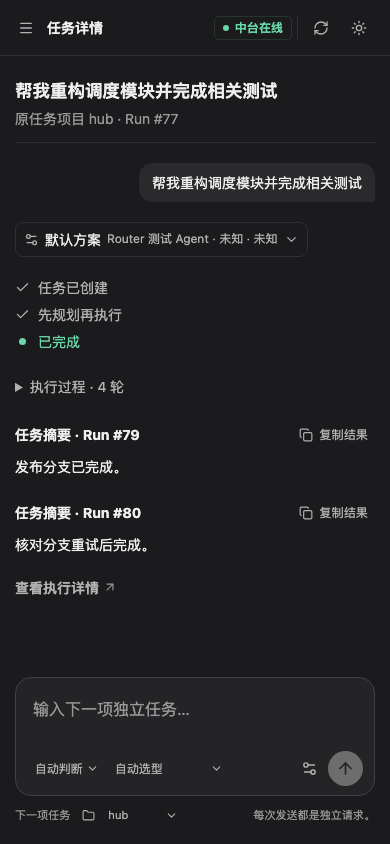 任务详情
中台在线
帮我重构调度模块并完成相关测试
原任务项目 hub · Run #77
帮我重构调度模块并完成相关测试
默认方案 Router 测试 Agent · 未知 · 未知
任务已创建
先规划再执行
已完成
执行过程 · 4 轮
任务摘要 · Run #79
复制结果
发布分支已完成。
任务摘要 · Run #80
复制结果
核对分支重试后完成。
查看执行详情
输入下一项独立任务...
自动判断
自动选型
下一项任务
hub
每次发送都是独立请求。